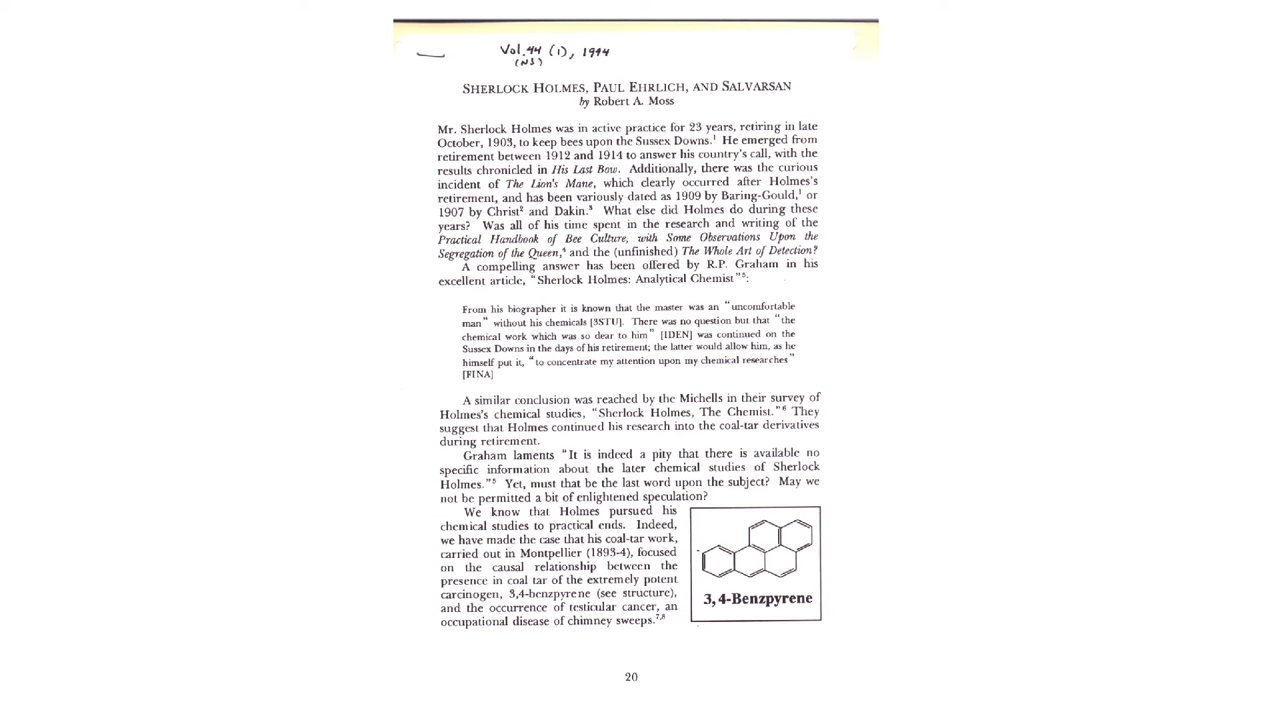 Vol. 44 (1), 1994
(NS)
SHERLOCK HOLMES, PAUL EHRLICH, AND SALVARSAN
by Robert A. Moss
Mr. Sherlock Holmes was in active practice for 23 years, retiring in late
October, 1903, to keep bees upon the Sussex Downs.¹ He emerged from
retirement between 1912 and 1914 to answer his country's call, with the
results chronicled in His Last Bow. Additionally, there was the curious
incident of The Lion's Mane, which clearly occurred after Holmes's
retirement, and has been variously dated as 1909 by Baring-Gould,¹ or
1907 by Christ² and Dakin.³ What else did Holmes do during these
years? Was all of his time spent in the research and writing of the
Practical Handbook of Bee Culture, with Some Observations Upon the
Segregation of the Queen,⁴ and the (unfinished) The Whole Art of Detection?
A compelling answer has been offered by R.P. Graham in his
excellent article, "Sherlock Holmes: Analytical Chemist"⁵:
From his biographer it is known that the master was an "uncomfortable
man" without his chemicals [3STU]. There was no question but that "the
chemical work which was so dear to him" [IDEN] was continued on the
Sussex Downs in the days of his retirement; the latter would allow him, as he
himself put it, "to concentrate my attention upon my chemical researches"
[FINA]
A similar conclusion was reached by the Michells in their survey of
Holmes's chemical studies, "Sherlock Holmes, The Chemist."⁶ They
suggest that Holmes continued his research into the coal-tar derivatives
during retirement.
Graham laments "It is indeed a pity that there is available no
specific information about the later chemical studies of Sherlock
Holmes."⁵ Yet, must that be the last word upon the subject? May we
not be permitted a bit of enlightened speculation?
We know that Holmes pursued his
chemical studies to practical ends. Indeed,
we have made the case that his coal-tar work,
carried out in Montpellier (1893-4), focused
on the causal relationship between the
presence in coal tar of the extremely potent
carcinogen, 3,4-benzpyrene (see structure),
and the occurrence of testicular cancer, an
occupational disease of chimney sweeps.⁷,⁸
3,4-Benzpyrene
20